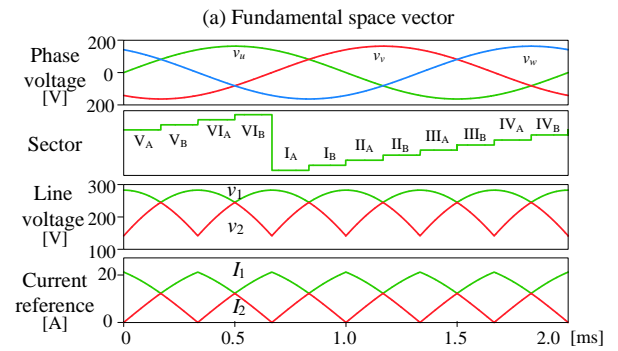 (a) Fundamental space vector
Phase voltage [V]
200
0
200
v_u
v_v
v_w
Sector
V_A
V_B
VI_A
VI_B
I_A
I_B
II_A
II_B
III_A
III_B
IV_A
IV_B
Line voltage [V]
300
200
100
v_1
v_2
Current reference [A]
20
0
I_1
I_2
0
0.5
1.0
1.5
2.0
[ms]